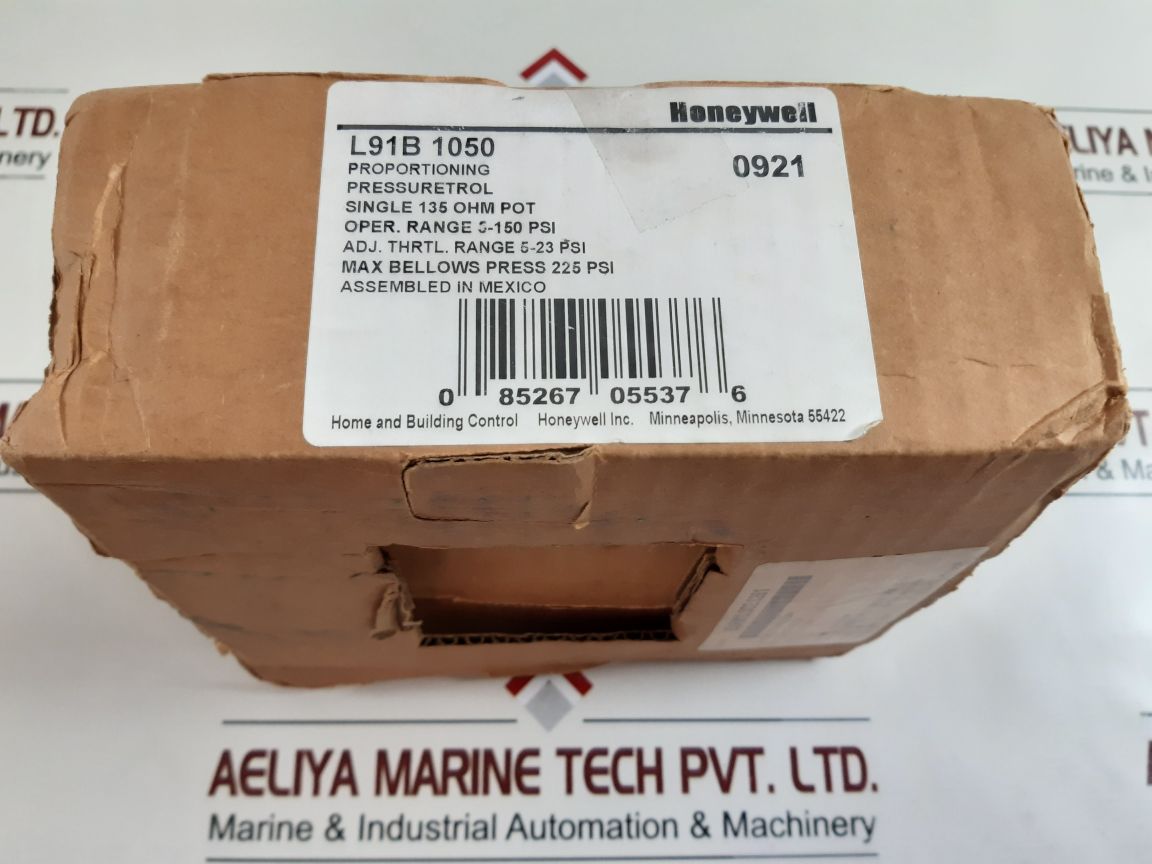 LTD.
nery
Honeywell
L91B 1050
0921
PROPORTIONING
PRESSURETROL
SINGLE 135 OHM POT
OPER. RANGE 5-150 PSI
ADJ. THRTL. RANGE 5-23 PSI
MAX BELLOWS PRESS 225 PSI
ASSEMBLED IN MEXICO
0 85267 05537 6
Home and Building Control Honeywell Inc. Minneapolis, Minnesota 55422
AELIYA MARINE TECH PVT. LTD.
Marine & Industrial Automation & Machinery